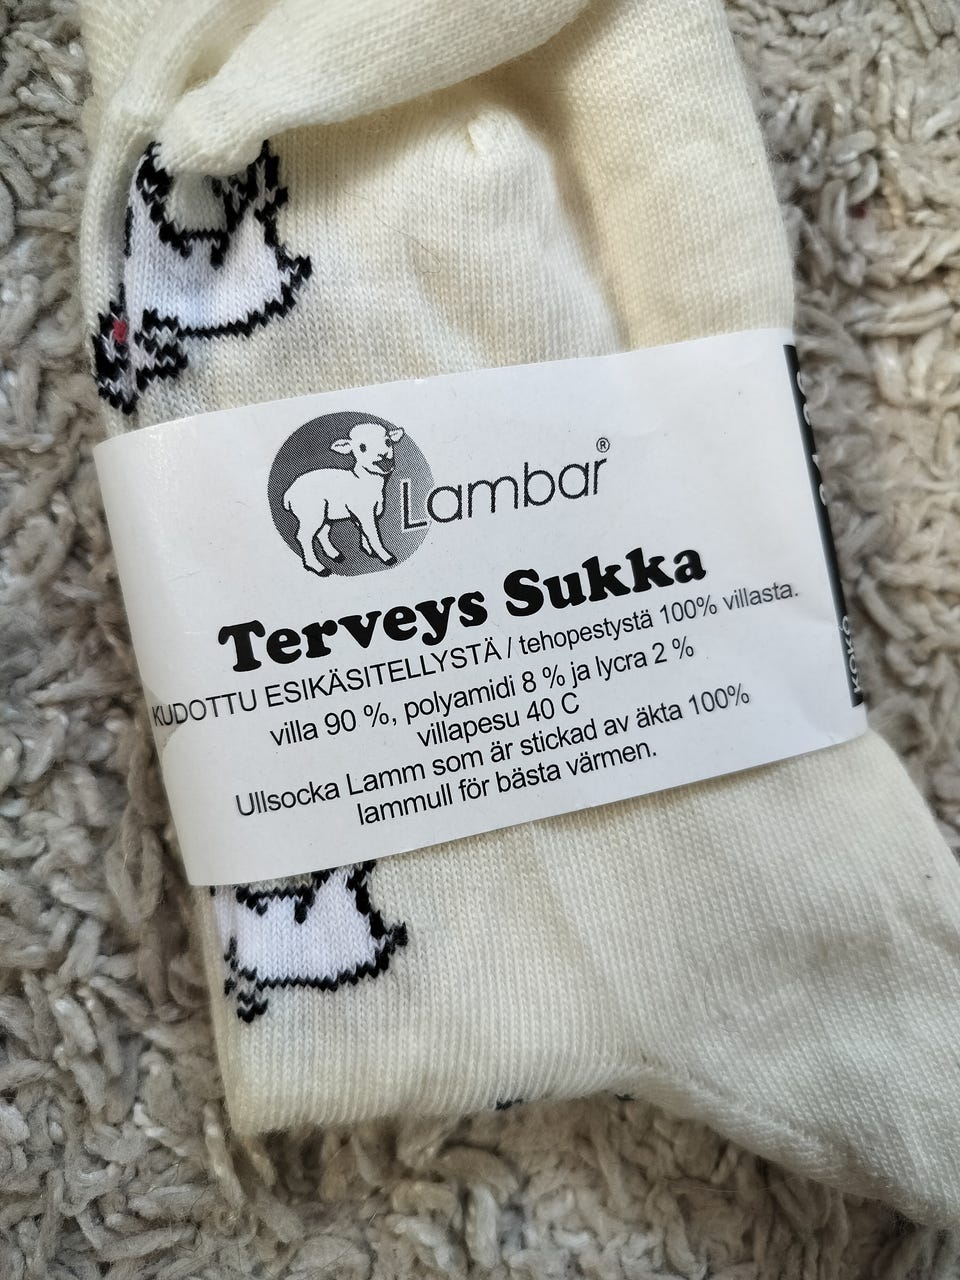 Lambar®
Terveys Sukka
KUDOTTU ESIKÄSITELLYSTÄ / tehopestystä 100% villasta.
villa 90 %, polyamidi 8 % ja lycra 2 %
villapesu 40 C
Ullsocka Lamm som är stickad av äkta 100%
lammull för bästa värmen.
KOKO